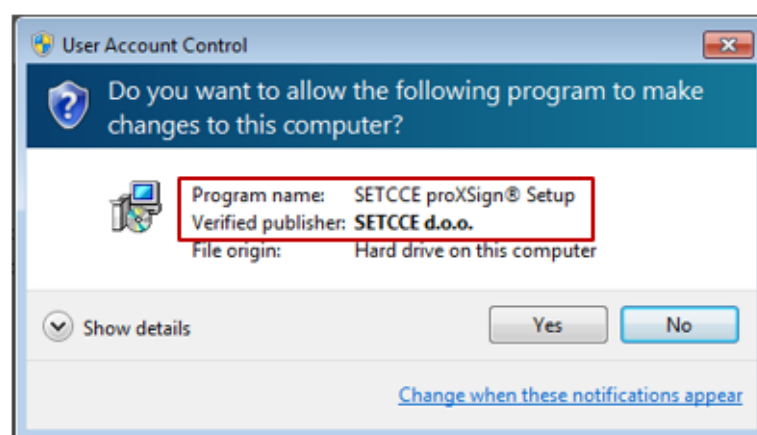 User Account Control
Do you want to allow the following program to make
changes to this computer?
Program name: SETCCE proXSign® Setup
Verified publisher: SETCCE d.o.o.
File origin: Hard drive on this computer
Show details
Yes
No
Change when these notifications appear